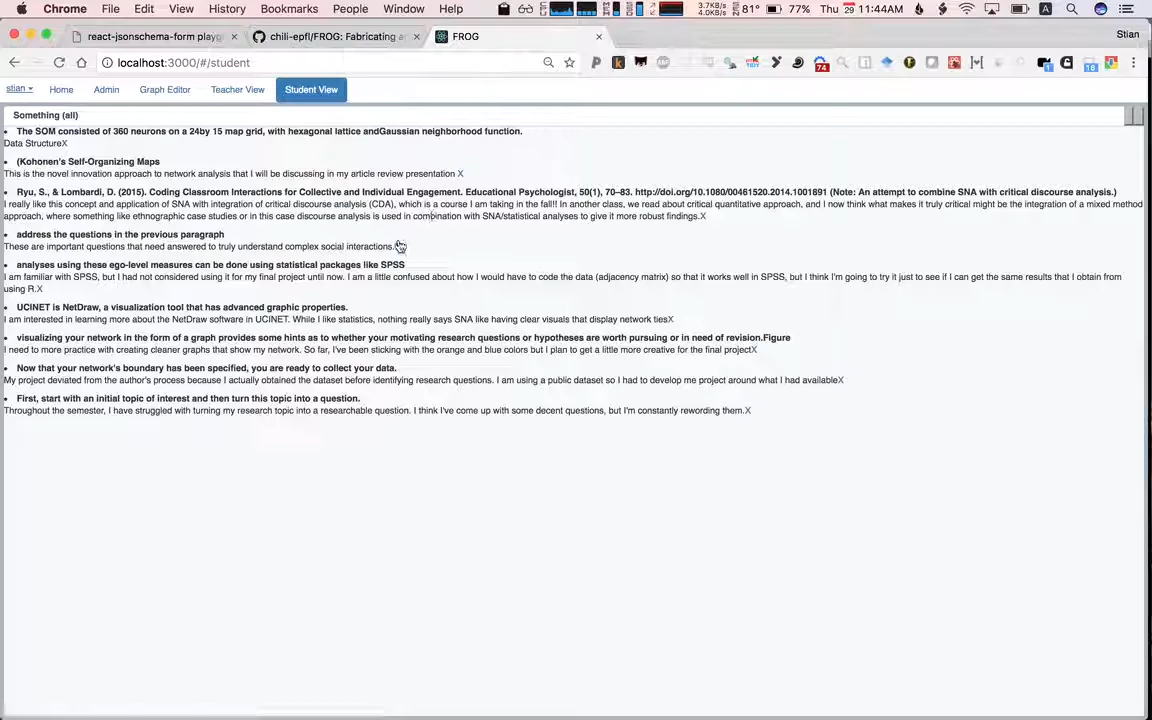 Chrome File Edit View History Bookmarks People Window Help 3.7KB/s 4.0KB/s 81° 77% Thu 29 11:44AM
react-jsonschema-form playg × chili-epfl/FROG: Fabricating a × FROG × Stian
localhost:3000/#/student
stian Home Admin Graph Editor Teacher View Student View
Something (all)
The SOM consisted of 360 neurons on a 24by 15 map grid, with hexagonal lattice andGaussian neighborhood function.
Data StructureX
(Kohonen's Self-Organizing Maps
This is the novel innovation approach to network analysis that I will be discussing in my article review presentation X
Ryu, S., & Lombardi, D. (2015). Coding Classroom Interactions for Collective and Individual Engagement. Educational Psychologist, 50(1), 70–83. http://doi.org/10.1080/00461520.2014.1001891 (Note: An attempt to combine SNA with critical discourse analysis.)
I really like this concept and application of SNA with integration of critical discourse analysis (CDA), which is a course I am taking in the fall!! In another class, we read about critical quantitative approach, and I now think what makes it truly critical might be the integration of a mixed method
approach, where something like ethnographic case studies or in this case discourse analysis is used in combination with SNA/statistical analyses to give it more robust findings.X
address the questions in the previous paragraph
These are important questions that need answered to truly understand complex social interactions.
analyses using these ego-level measures can be done using statistical packages like SPSS
I am familiar with SPSS, but I had not considered using it for my final project until now. I am a little confused about how I would have to code the data (adjacency matrix) so that it works well in SPSS, but I think I'm going to try it just to see if I can get the same results that I obtain from
using R.X
UCINET is NetDraw, a visualization tool that has advanced graphic properties.
I am interested in learning more about the NetDraw software in UCINET. While I like statistics, nothing really says SNA like having clear visuals that display network tiesX
visualizing your network in the form of a graph provides some hints as to whether your motivating research questions or hypotheses are worth pursuing or in need of revision.Figure
I need to more practice with creating cleaner graphs that show my network. So far, I've been sticking with the orange and blue colors but I plan to get a little more creative for the final projectX
Now that your network's boundary has been specified, you are ready to collect your data.
My project deviated from the author's process because I actually obtained the dataset before identifying research questions. I am using a public dataset so I had to develop me project around what I had availableX
First, start with an initial topic of interest and then turn this topic into a question.
Throughout the semester, I have struggled with turning my research topic into a researchable question. I think I've come up with some decent questions, but I'm constantly rewording them.X